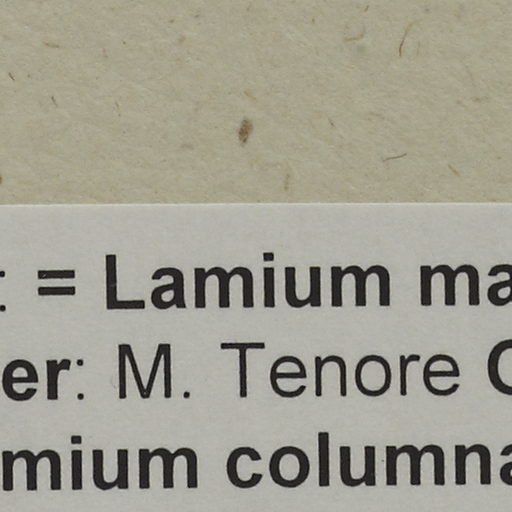 : = Lamium ma
er: M. Tenore C
mium columna